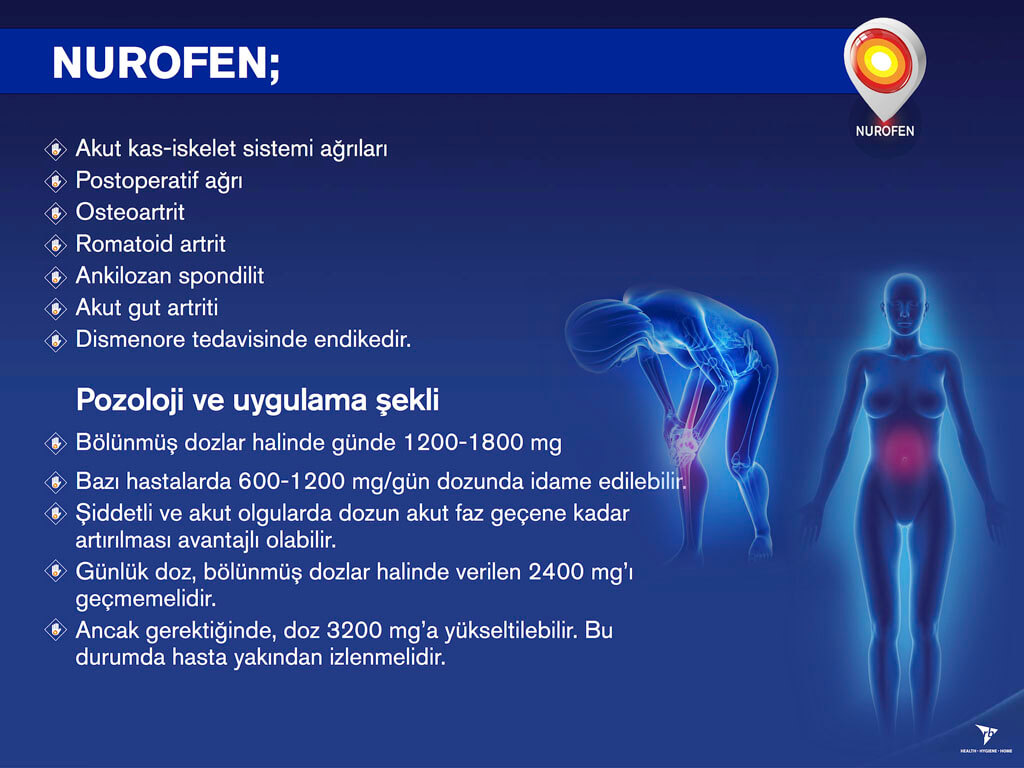 NUROFEN;
NUROFEN
Akut kas-iskelet sistemi ağrıları
Postoperatif ağrı
Osteoartrit
Romatoid artrit
Ankilozan spondilit
Akut gut artriti
Dismenore tedavisinde endikedir.
Pozoloji ve uygulama şekli
Bölünmüş dozlar halinde günde 1200-1800 mg
Bazı hastalarda 600-1200 mg/gün dozunda idame edilebilir.
Şiddetli ve akut olgularda dozun akut faz geçene kadar
artırılması avantajlı olabilir.
Günlük doz, bölünmüş dozlar halinde verilen 2400 mg’ı
geçmemelidir.
Ancak gerektiğinde, doz 3200 mg’a yükseltilebilir. Bu
durumda hasta yakından izlenmelidir.
rb
HEALTH • HYGIENE • HOME